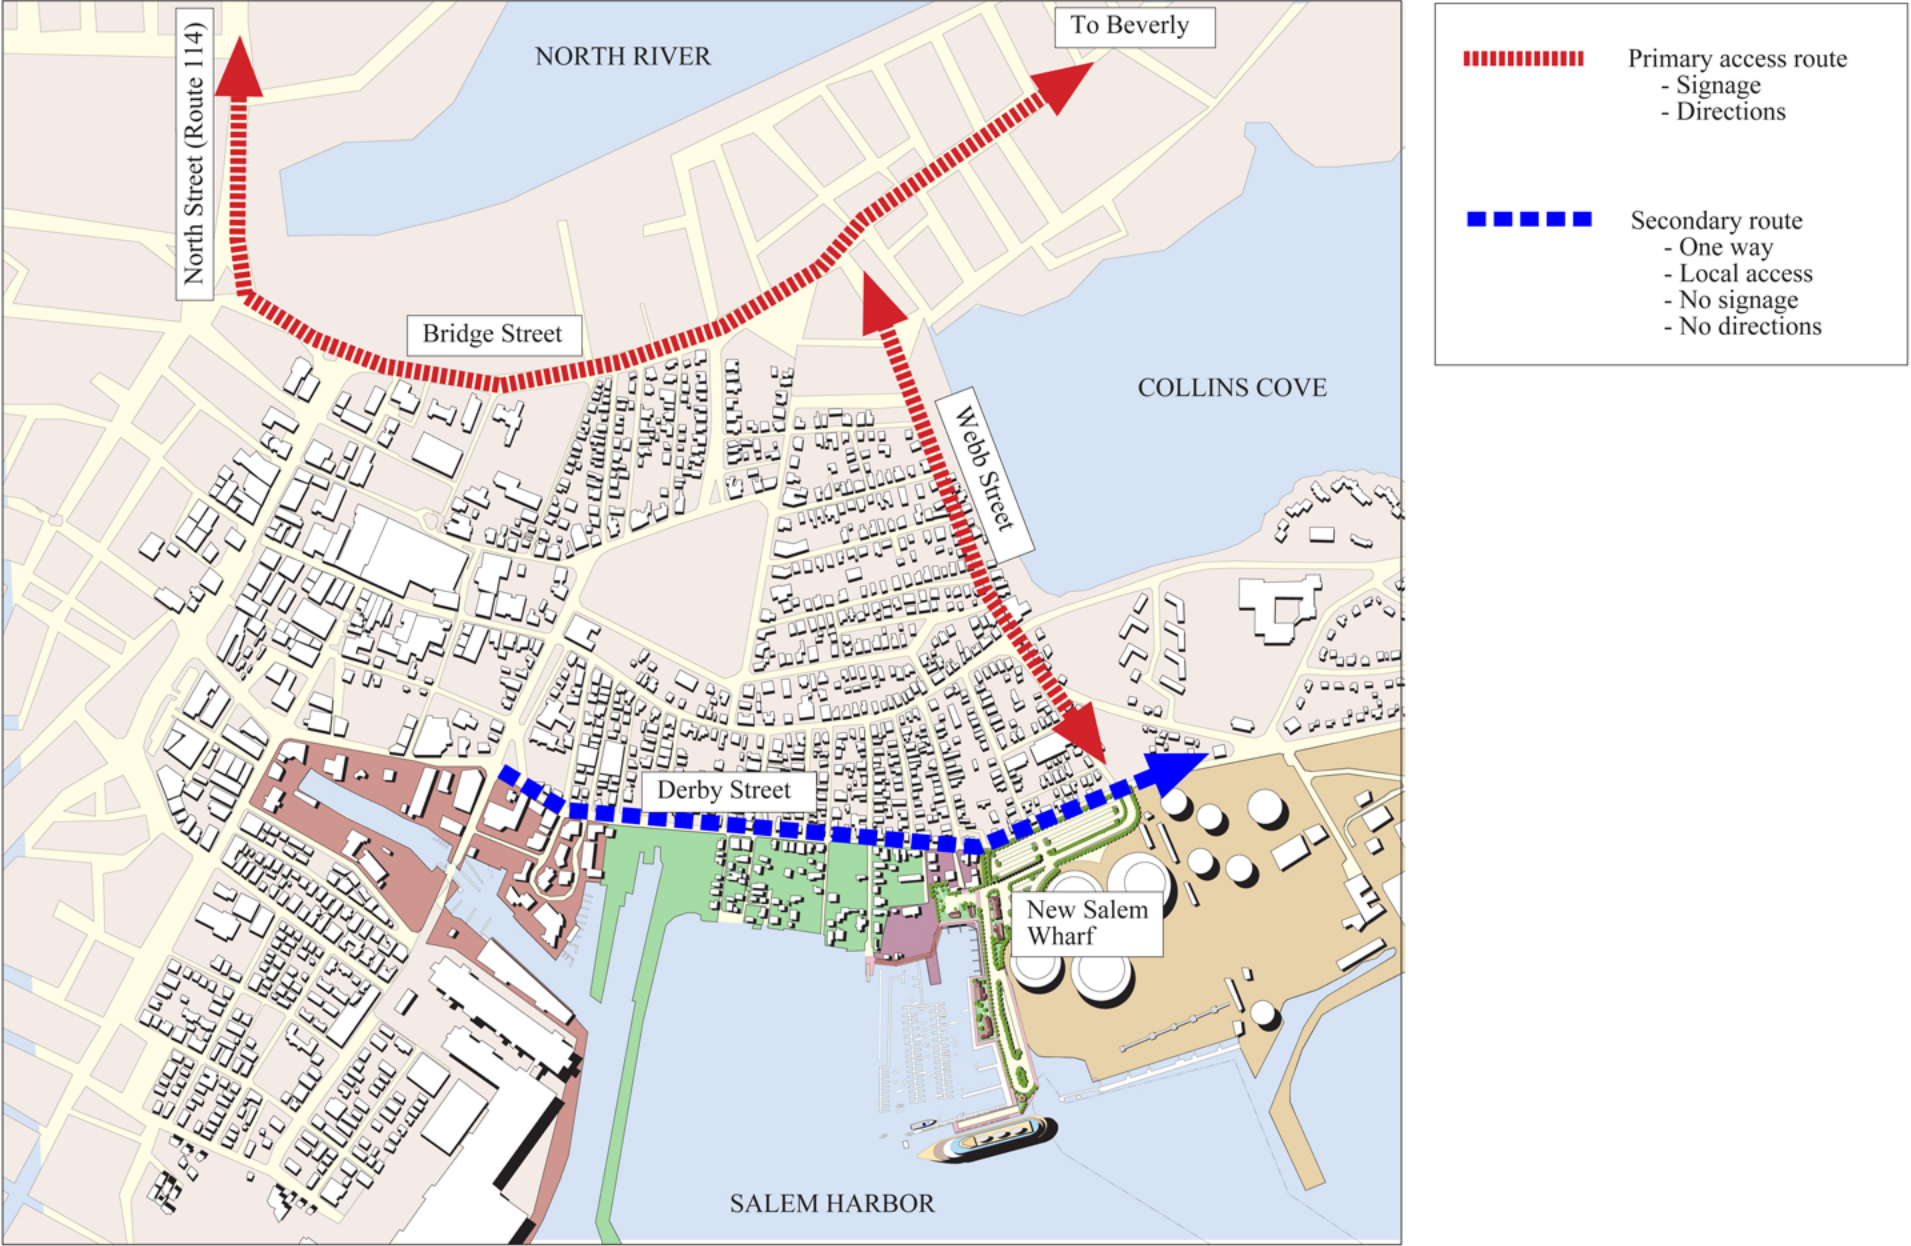 To Beverly
NORTH RIVER
North Street (Route 114)
Bridge Street
COLLINS COVE
Webb Street
Derby Street
New Salem
Wharf
SALEM HARBOR
Primary access route
- Signage
- Directions
Secondary route
- One way
- Local access
- No signage
- No directions